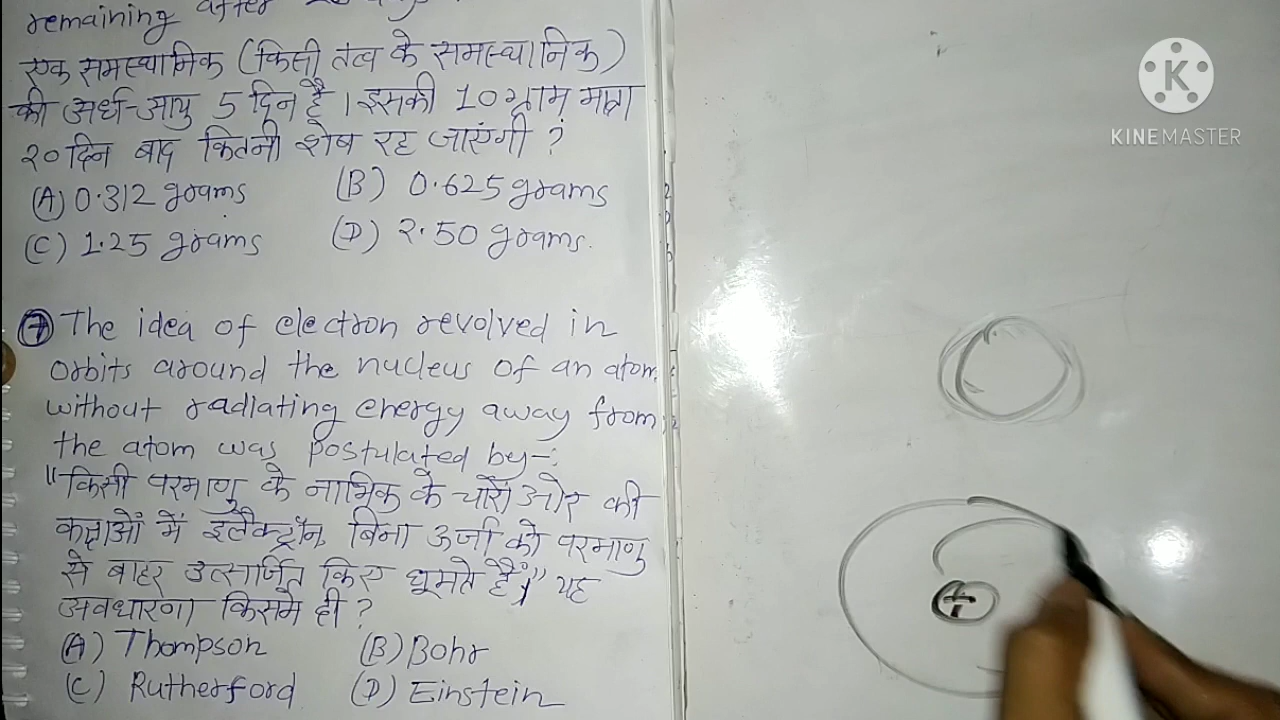 remaining after
एक समस्थानिक (किसी तत्व के समस्थानिक)
की अर्ध-आयु 5 दिन है। इसकी 10 ग्राम मात्रा
२० दिन बाद कितनी शेष रह जाएंगी ?
(A) 0.312 grams (B) 0.625 grams
(C) 1.25 grams (D) २.50 grams.
⑦ The idea of electron revolved in
orbits around the nucleus of an atom
without radiating energy away from
the atom was postulated by-:
"किसी परमाणु के नाभिक के चारों ओर की
कक्षाओं में इलैक्ट्रॉन, बिना ऊर्जा को परमाणु
से बाहर उत्सर्जित किए घूमते हैं," यह
अवधारणा किसने दी ?
(A) Thompson (B) Bohr
(C) Rutherford (D) Einstein
+
K
KINEMASTER